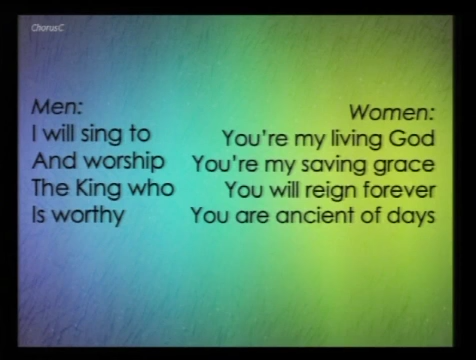 ChorusC
Men:
I will sing to
And worship
The King who
Is worthy
Women:
You're my living God
You're my saving grace
You will reign forever
You are ancient of days